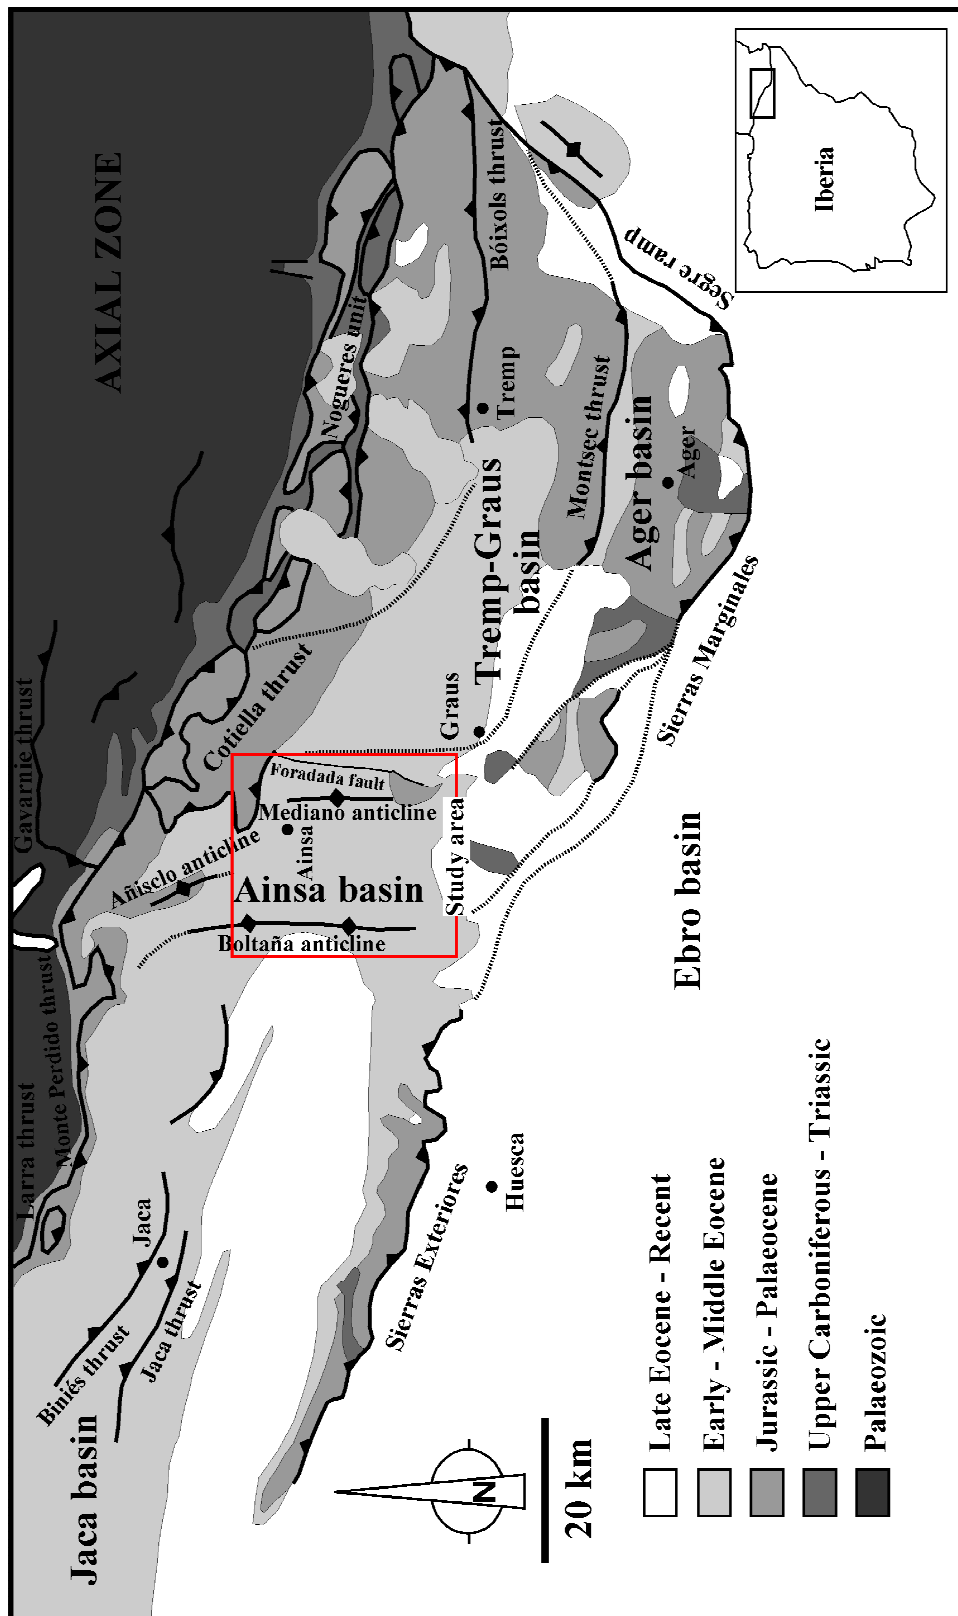 Jaca basin
Biniés thrust
Jaca thrust
Jaca
Larra thrust
Monte Perdido thrust
Gavarnie thrust
AXIAL ZONE
Añisclo anticline
Boltaña anticline
Ainsa basin
Ainsa
Mediano anticline
Foradada fault
Study area
Cotiella thrust
Nogueres unit
Graus
Tremp-Graus
basin
Tremp
Bóixols thrust
Montsec thrust
Ager basin
Ager
Segre ramp
Sierras Marginales
Sierras Exteriores
Huesca
Ebro basin
Iberia
N
20 km
Late Eocene - Recent
Early - Middle Eocene
Jurassic - Palaeocene
Upper Carboniferous - Triassic
Palaeozoic